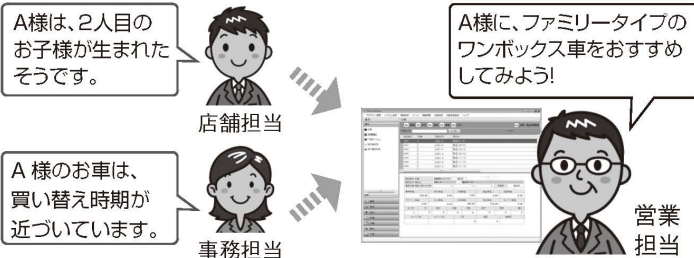 A様は、2人目の
お子様が生まれた
そうです。
店舗担当
A 様のお車は、
買い替え時期が
近づいています。
事務担当
A様に、ファミリータイプの
ワンボックス車をおすすめ
してみよう!
営業
担当